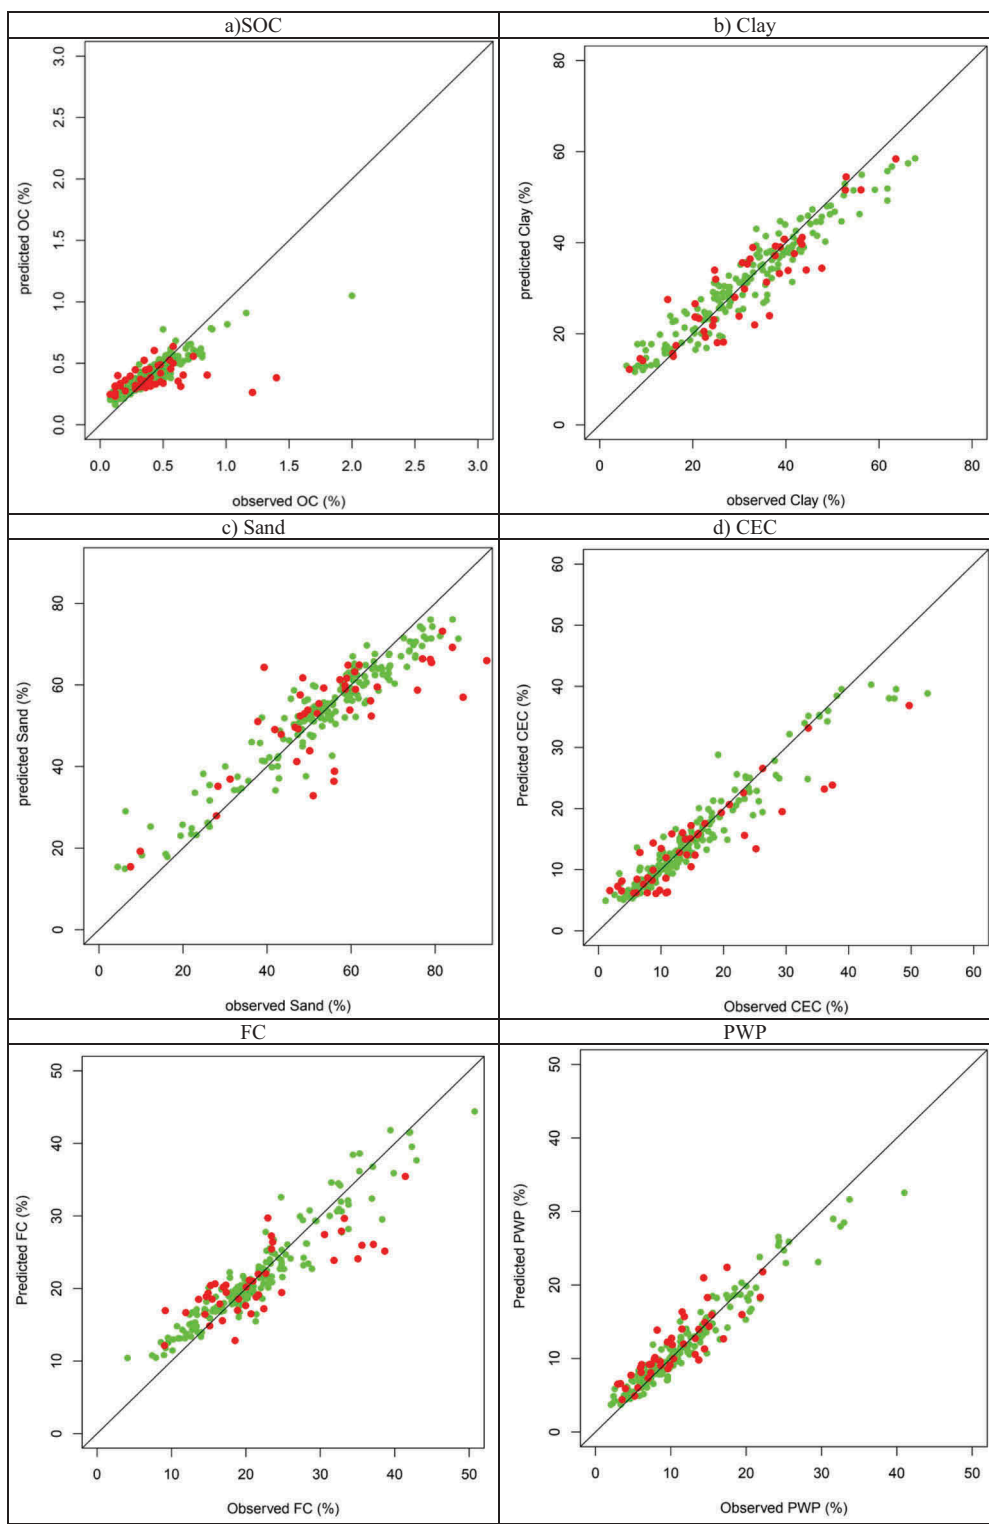 a)SOC
b) Clay
3.0
2.5
2.0
1.5
1.0
0.5
0.0
predicted OC (%)
0.0 0.5 1.0 1.5 2.0 2.5 3.0
observed OC (%)
80
60
40
20
0
predicted Clay (%)
0 20 40 60 80
observed Clay (%)
c) Sand
d) CEC
80
60
40
20
0
predicted Sand (%)
0 20 40 60 80
observed Sand (%)
60
50
40
30
20
10
0
Predicted CEC (%)
0 10 20 30 40 50 60
Observed CEC (%)
FC
PWP
50
40
30
20
10
0
Predicted FC (%)
0 10 20 30 40 50
Observed FC (%)
50
40
30
20
10
0
Predicted PWP (%)
0 10 20 30 40 50
Observed PWP (%)